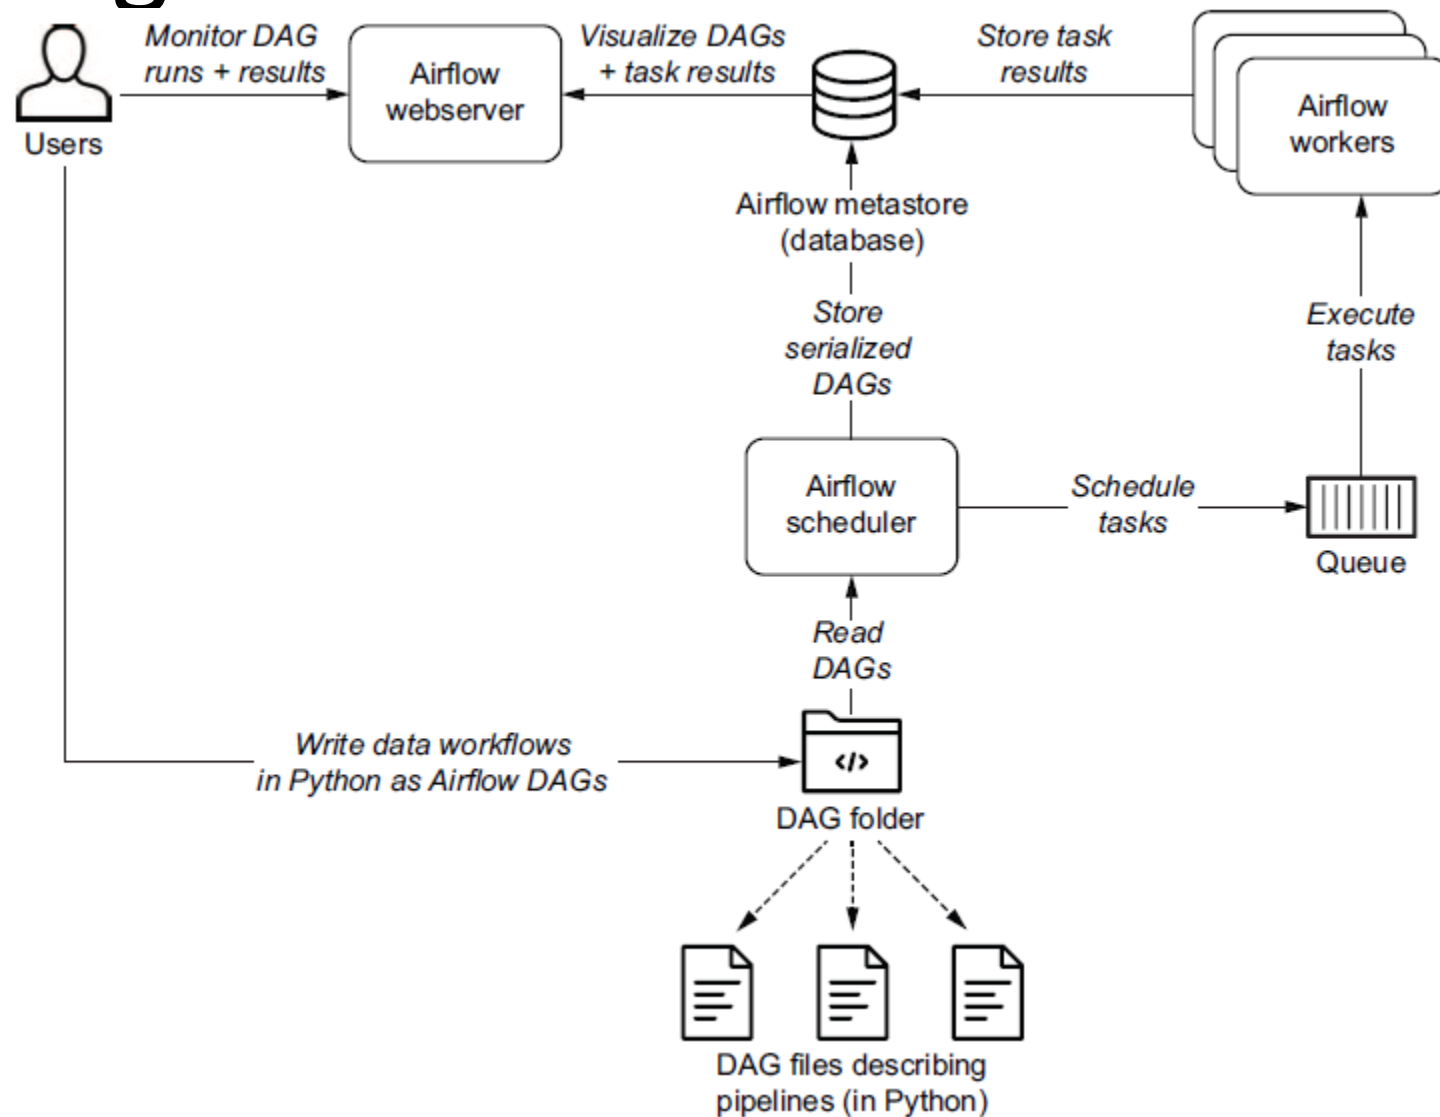 Monitor DAG
runs + results
Users
Airflow
webserver
Visualize DAGs
+ task results
Store task
results
Airflow
workers
Airflow metastore
(database)
Store
serialized
DAGs
Execute
tasks
Airflow
scheduler
Schedule
tasks
Queue
Read
DAGs
Write data workflows
in Python as Airflow DAGs
</>
DAG folder
DAG files describing
pipelines (in Python)